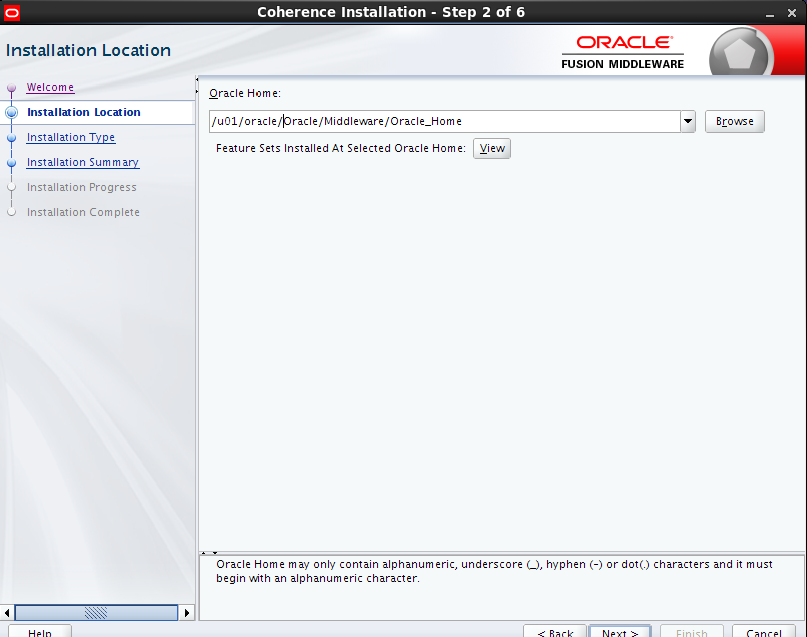 Coherence Installation - Step 2 of 6
Installation Location
ORACLE
FUSION MIDDLEWARE
Welcome
Installation Location
Installation Type
Installation Summary
Installation Progress
Installation Complete
Oracle Home:
/u01/oracle/Oracle/Middleware/Oracle_Home
Browse
Feature Sets Installed At Selected Oracle Home:
View
Oracle Home may only contain alphanumeric, underscore (_), hyphen (-) or dot(.) characters and it must
begin with an alphanumeric character.
Help
< Back
Next >
Finish
Cancel